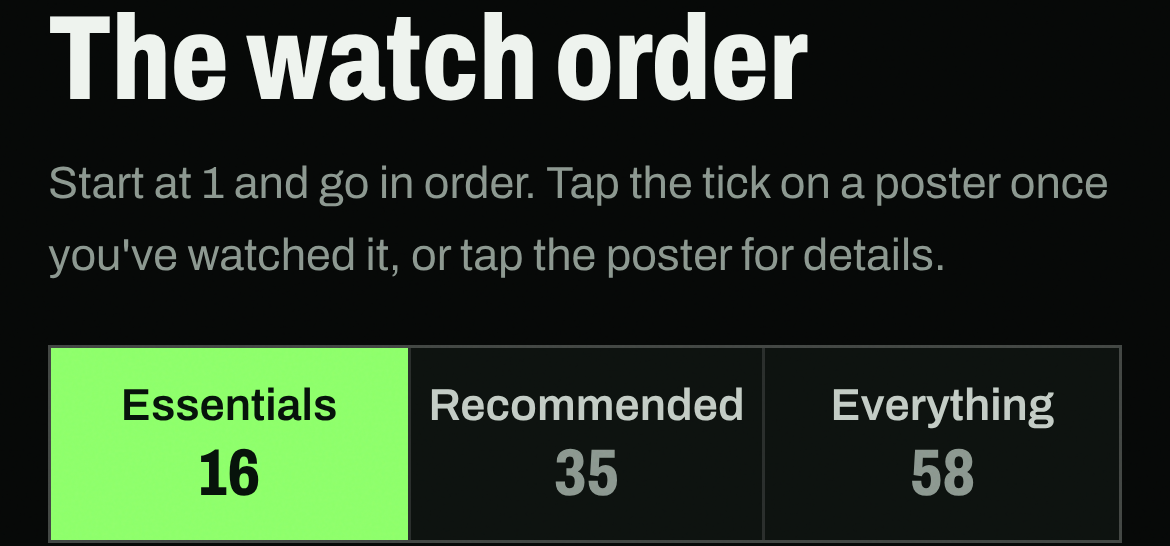 The watch order
Start at 1 and go in order. Tap the tick on a poster once
you've watched it, or tap the poster for details.
Essentials
16
Recommended
35
Everything
58